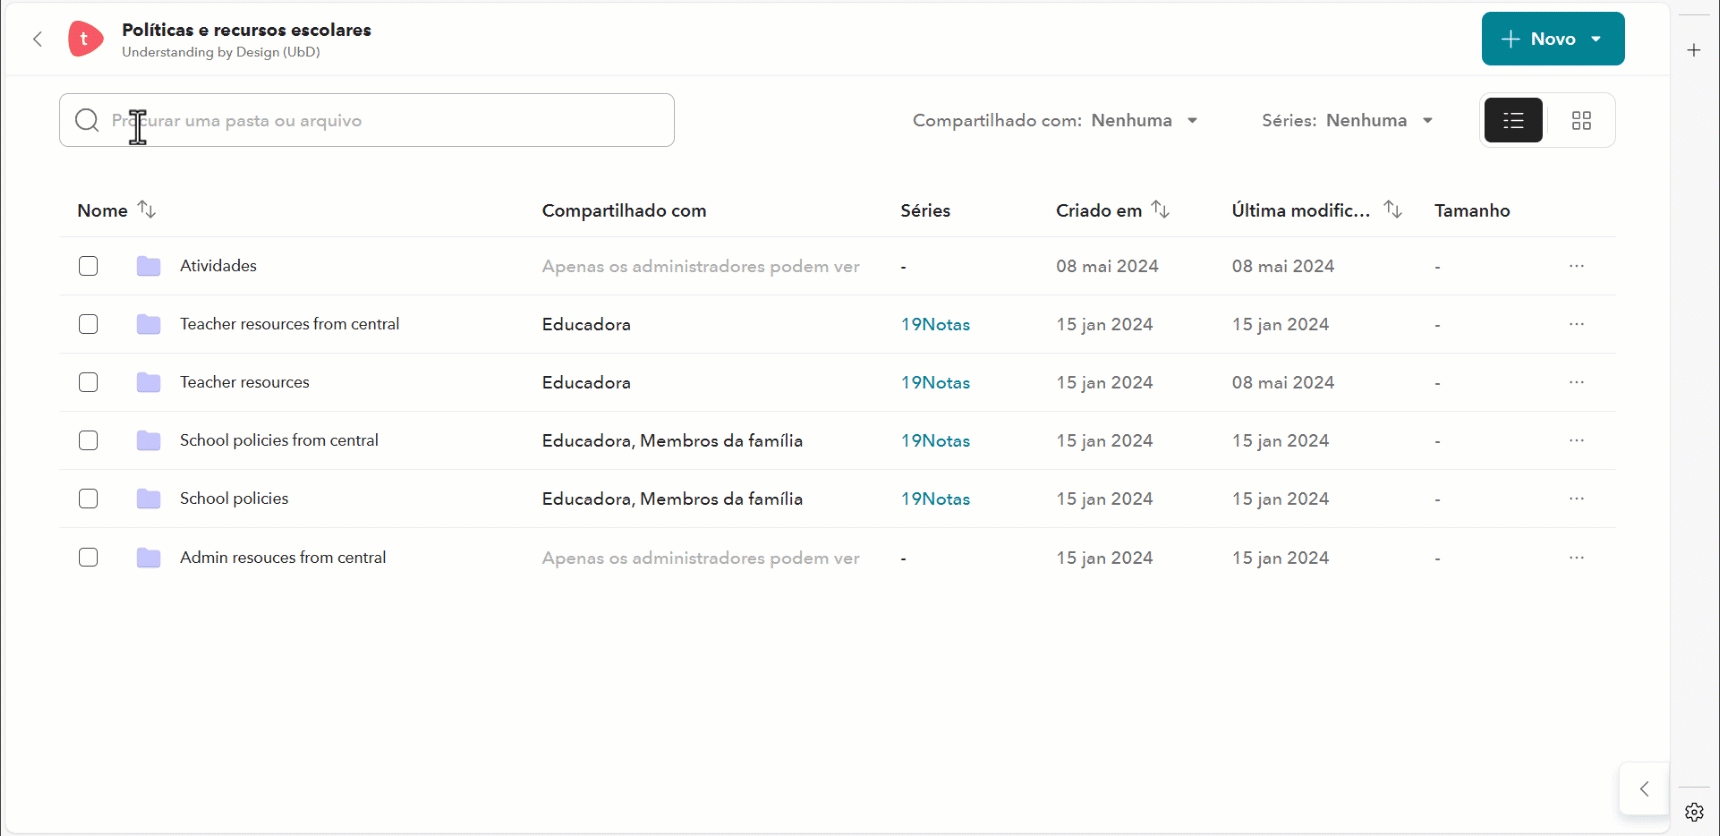 t
Políticas e recursos escolares
Understanding by Design (UbD)
Novo
Procurar uma pasta ou arquivo
Compartilhado com: Nenhuma
Séries: Nenhuma
Nome Compartilhado com Séries Criado em Última modific... Tamanho
Atividades Apenas os administradores podem ver - 08 mai 2024 08 mai 2024 - ...
Teacher resources from central Educadora 19Notas 15 jan 2024 15 jan 2024 - ...
Teacher resources Educadora 19Notas 15 jan 2024 08 mai 2024 - ...
School policies from central Educadora, Membros da família 19Notas 15 jan 2024 15 jan 2024 - ...
School policies Educadora, Membros da família 19Notas 15 jan 2024 15 jan 2024 - ...
Admin resouces from central Apenas os administradores podem ver - 15 jan 2024 15 jan 2024 - ...